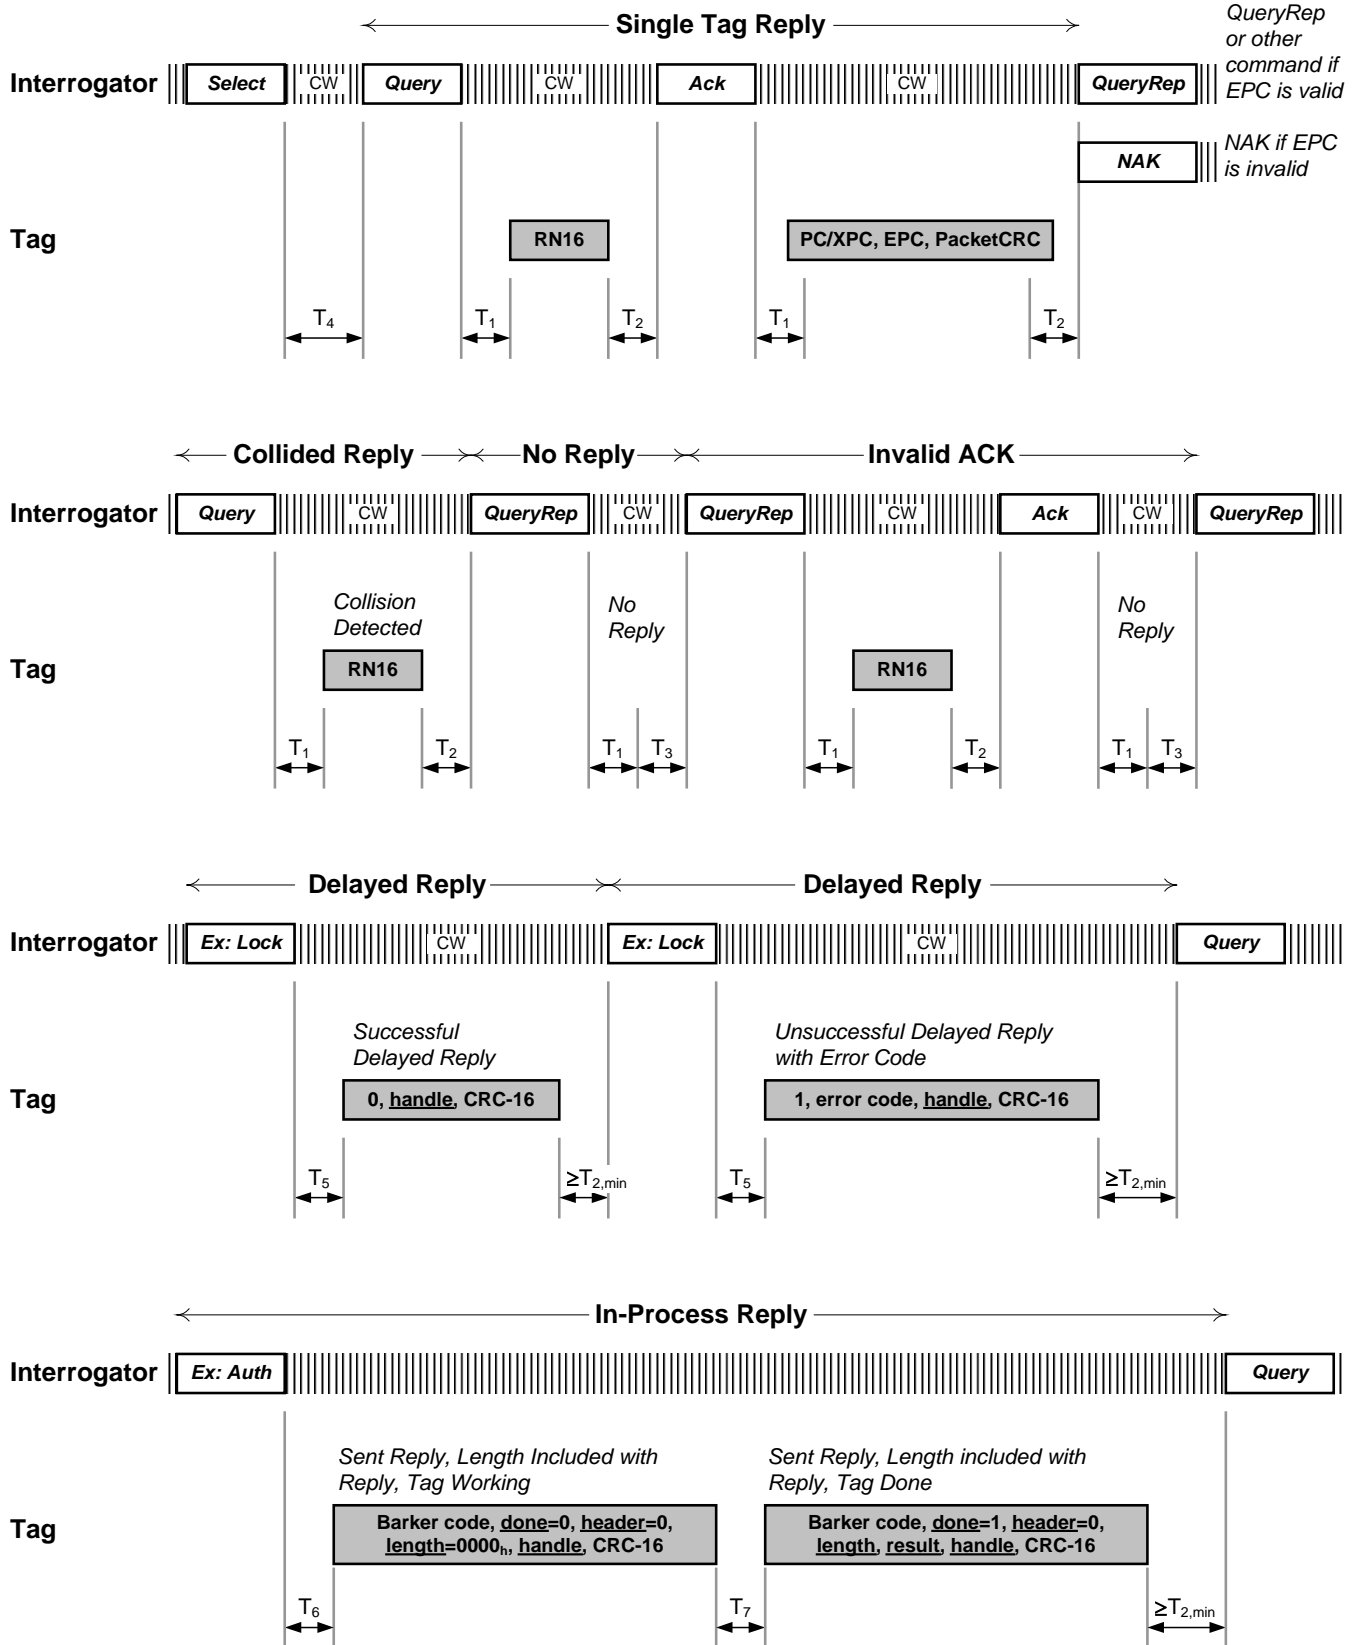 Single Tag Reply
QueryRep
or other
command if
EPC is valid
Interrogator
Select
CW
Query
CW
Ack
CW
QueryRep
NAK
NAK if EPC
is invalid
Tag
RN16
PC/XPC, EPC, PacketCRC
T4
T1
T2
T1
T2
Collided Reply
No Reply
Invalid ACK
Interrogator
Query
CW
QueryRep
CW
QueryRep
CW
Ack
CW
QueryRep
Collision
Detected
No
Reply
No
Reply
Tag
RN16
RN16
T1
T2
T1
T3
T1
T2
T1
T3
Delayed Reply
Delayed Reply
Interrogator
Ex: Lock
CW
Ex: Lock
CW
Query
Successful
Delayed Reply
Unsuccessful Delayed Reply
with Error Code
Tag
0, handle, CRC-16
1, error code, handle, CRC-16
T5
≥T2,min
T5
≥T2,min
In-Process Reply
Interrogator
Ex: Auth
Query
Sent Reply, Length Included with
Reply, Tag Working
Sent Reply, Length included with
Reply, Tag Done
Tag
Barker code, done=0, header=0,
length=0000h, handle, CRC-16
Barker code, done=1, header=0,
length, result, handle, CRC-16
T6
T7
≥T2,min